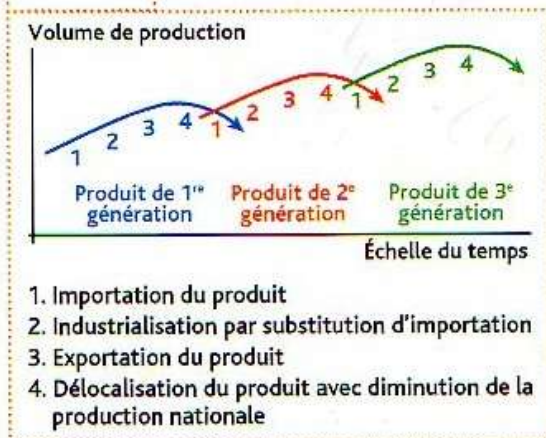 Volume de production
1 2 3 4 1 2 3 4 1 2 3 4
Produit de 1re Produit de 2e Produit de 3e
génération génération génération
Échelle du temps
1. Importation du produit
2. Industrialisation par substitution d'importation
3. Exportation du produit
4. Délocalisation du produit avec diminution de la
production nationale